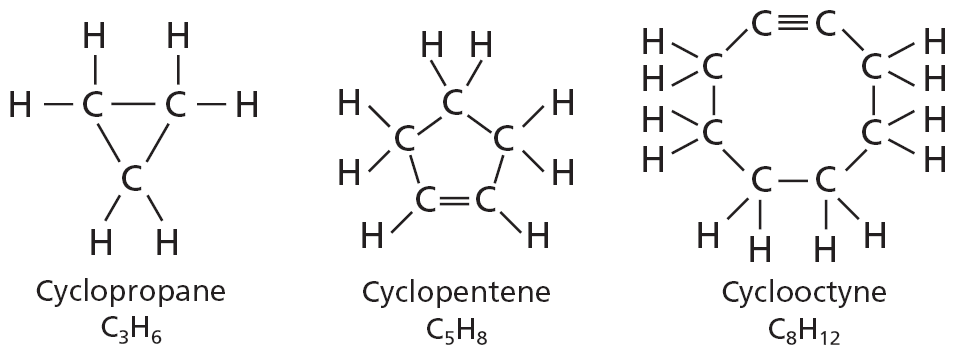 H H
H C C H
C
H H
Cyclopropane
C₃H₆
H H
H C H
C C
H H
C C
H H
Cyclopentene
C₅H₈
C C
H C C H
H H
H C C H
H H
C C
H H H H
Cyclooctyne
C₈H₁₂